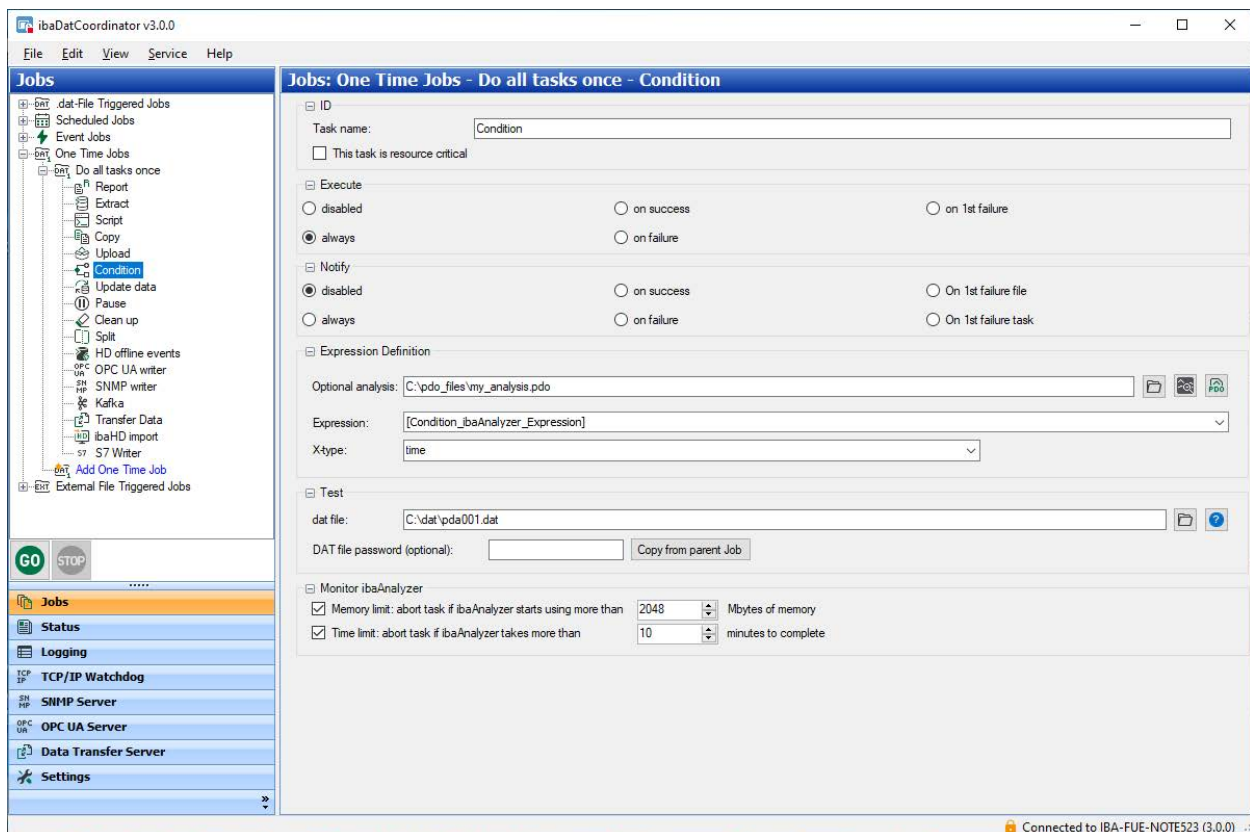 ibaDatCoordinator v3.0.0
File Edit View Service Help
Jobs
.dat-File Triggered Jobs
Scheduled Jobs
Event Jobs
One Time Jobs
Do all tasks once
Report
Extract
Script
Copy
Upload
Condition
Update data
Pause
Clean up
Split
HD offline events
OPC UA writer
SNMP writer
Kafka
Transfer Data
ibaHD import
S7 Writer
Add One Time Job
External File Triggered Jobs
GO STOP
Jobs
Status
Logging
TCP/IP Watchdog
SNMP Server
OPC UA Server
Data Transfer Server
Settings
Jobs: One Time Jobs - Do all tasks once - Condition
ID
Task name: Condition
This task is resource critical
Execute
disabled on success on 1st failure
always on failure
Notify
disabled on success On 1st failure file
always on failure On 1st failure task
Expression Definition
Optional analysis: C:\pdo_files\my_analysis.pdo
Expression: [Condition_ibaAnalyzer_Expression]
X-type: time
Test
dat file: C:\dat\pda001.dat
DAT file password (optional): Copy from parent Job
Monitor ibaAnalyzer
Memory limit: abort task if ibaAnalyzer starts using more than 2048 Mbytes of memory
Time limit: abort task if ibaAnalyzer takes more than 10 minutes to complete
Connected to IBA-FUE-NOTE523 (3.0.0)